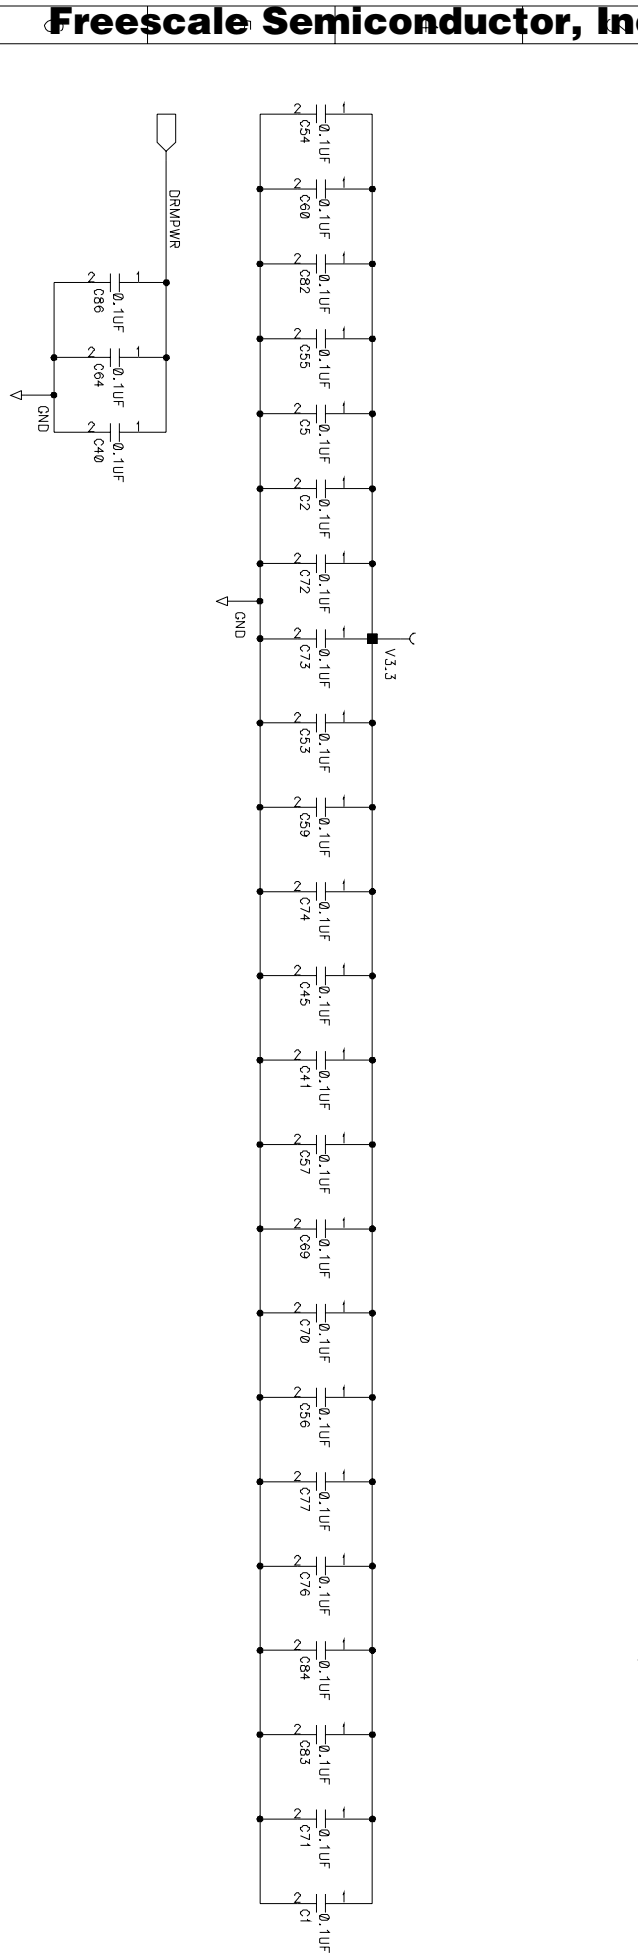 Freescale Semiconductor, Inc
DRMPWR
2 1
C86 0.1UF
2 1
C64 0.1UF
GND
2 1
C40 0.1UF
2 1
C54 0.1UF
2 1
C60 0.1UF
2 1
C82 0.1UF
2 1
C55 0.1UF
2 1
C5 0.1UF
2 1
C2 0.1UF
2 1
C72 0.1UF
GND
V3.3
2 1
C73 0.1UF
2 1
C53 0.1UF
2 1
C59 0.1UF
2 1
C74 0.1UF
2 1
C45 0.1UF
2 1
C41 0.1UF
2 1
C57 0.1UF
2 1
C69 0.1UF
2 1
C70 0.1UF
2 1
C56 0.1UF
2 1
C77 0.1UF
2 1
C76 0.1UF
2 1
C84 0.1UF
2 1
C83 0.1UF
2 1
C71 0.1UF
2 1
C1 0.1UF